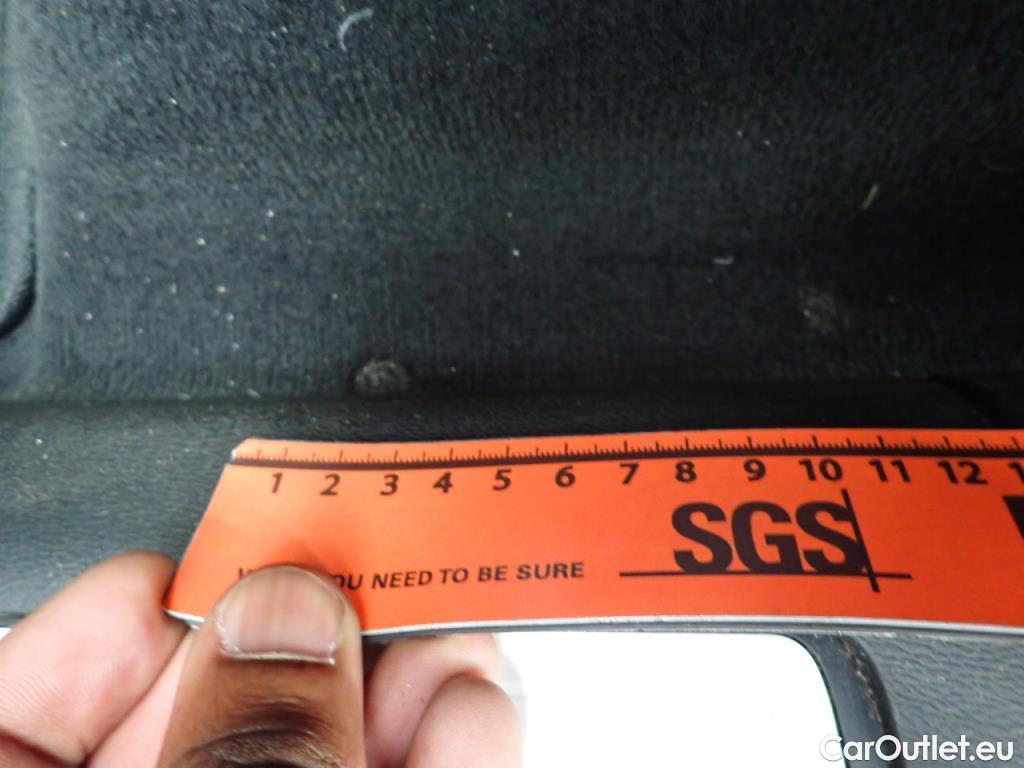 1 2 3 4 5 6 7 8 9 10 11 12
SGS
YOU NEED TO BE SURE
CarOutlet.eu